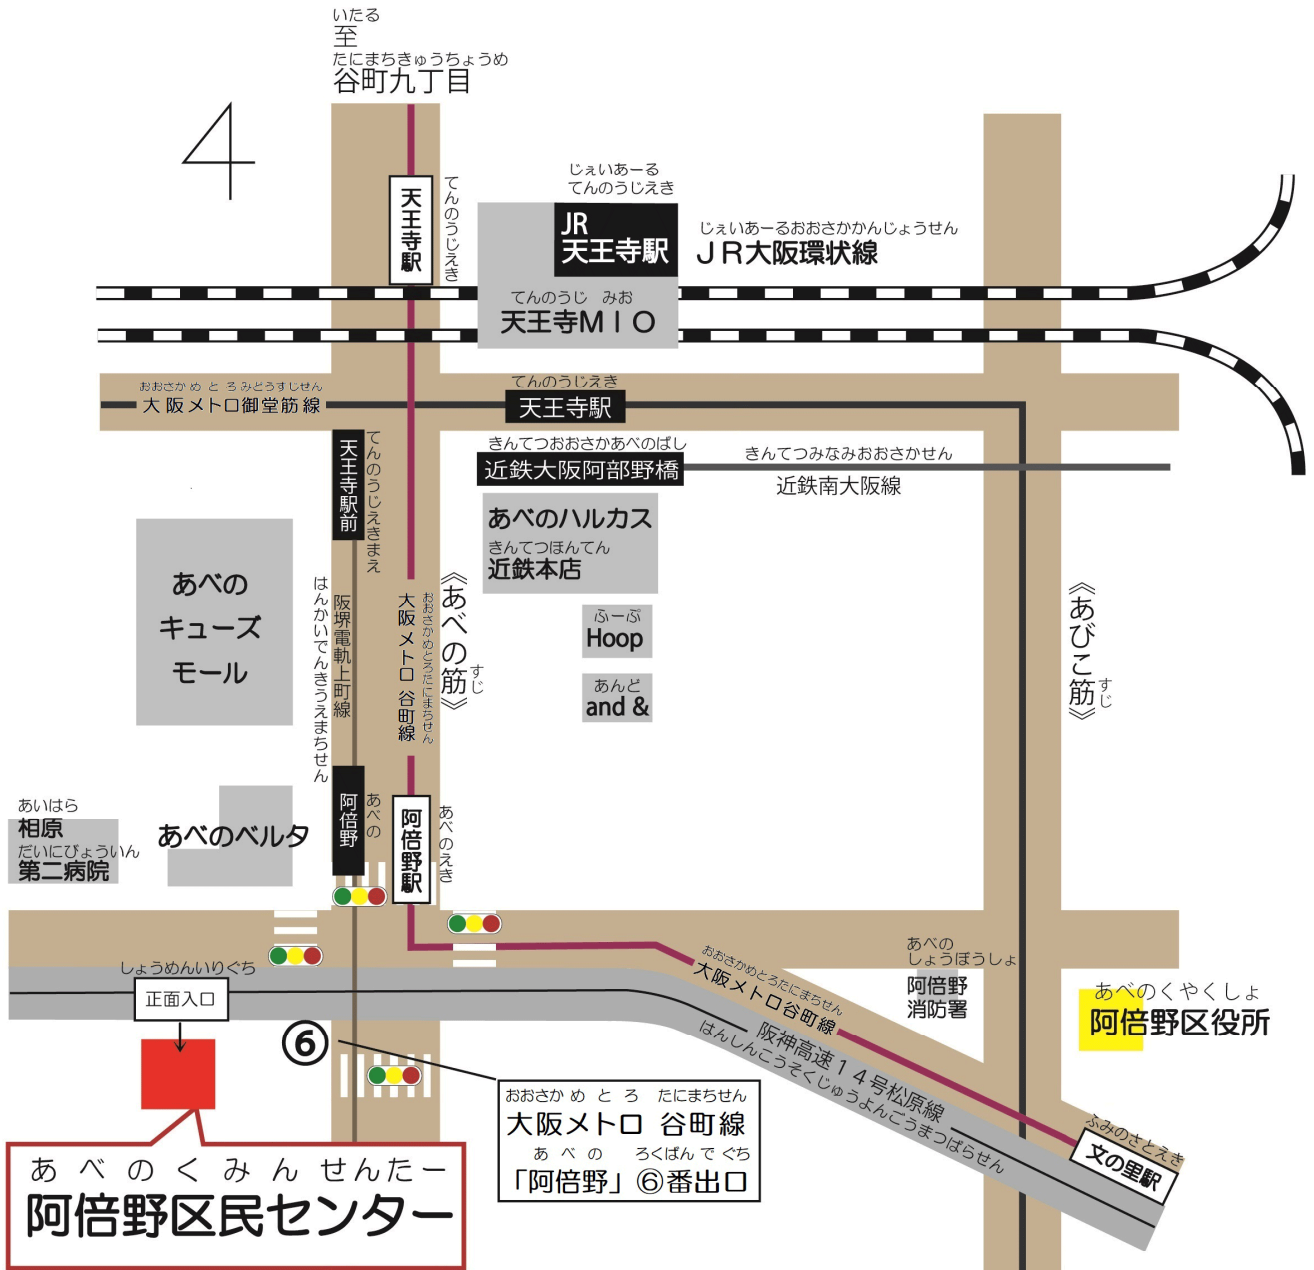 いたる
至
たにまちきゅうちょうめ
谷町九丁目
天王寺駅
てんのうじえき
じぇいあーる
てんのうじえき
JR
天王寺駅
じぇいあーるおおさかかんじょうせん
JR大阪環状線
てんのうじ みお
天王寺MIO
おおさかめとろみどうすじせん
大阪メトロ御堂筋線
てんのうじえき
天王寺駅
天王寺駅前
てんのうじえきまえ
きんてつおおさかあべのばし
近鉄大阪阿部野橋
きんてつみなみおおさかせん
近鉄南大阪線
あべのハルカス
きんてつほんてん
近鉄本店
あべの
キューズ
モール
はんかいでんきうえまちせん
阪堺電軌上町線
大阪メトロ 谷町線
おおさかめとろたにまちせん
《あべの筋》
すじ
ふーぷ
Hoop
あんど
and &
《あびこ筋》
すじ
あいはら
相原
だいにびょういん
第二病院
あべのベルタ
阿倍野
あべの
阿倍野駅
あべのえき
しょうめんいりぐち
正面入口
おおさかめとろたにまちせん
大阪メトロ谷町線
阪神高速14号松原線
はんしんこうそくじゅうよんごうまつばらせん
あべの
しょうぼうしょ
阿倍野
消防署
あべのくやくしょ
阿倍野区役所
⑥
おおさかめとろ たにまちせん
大阪メトロ 谷町線
あべの ろくばんでぐち
「阿倍野」⑥番出口
ふみのさとえき
文の里駅
あべのくみんせんたー
阿倍野区民センター